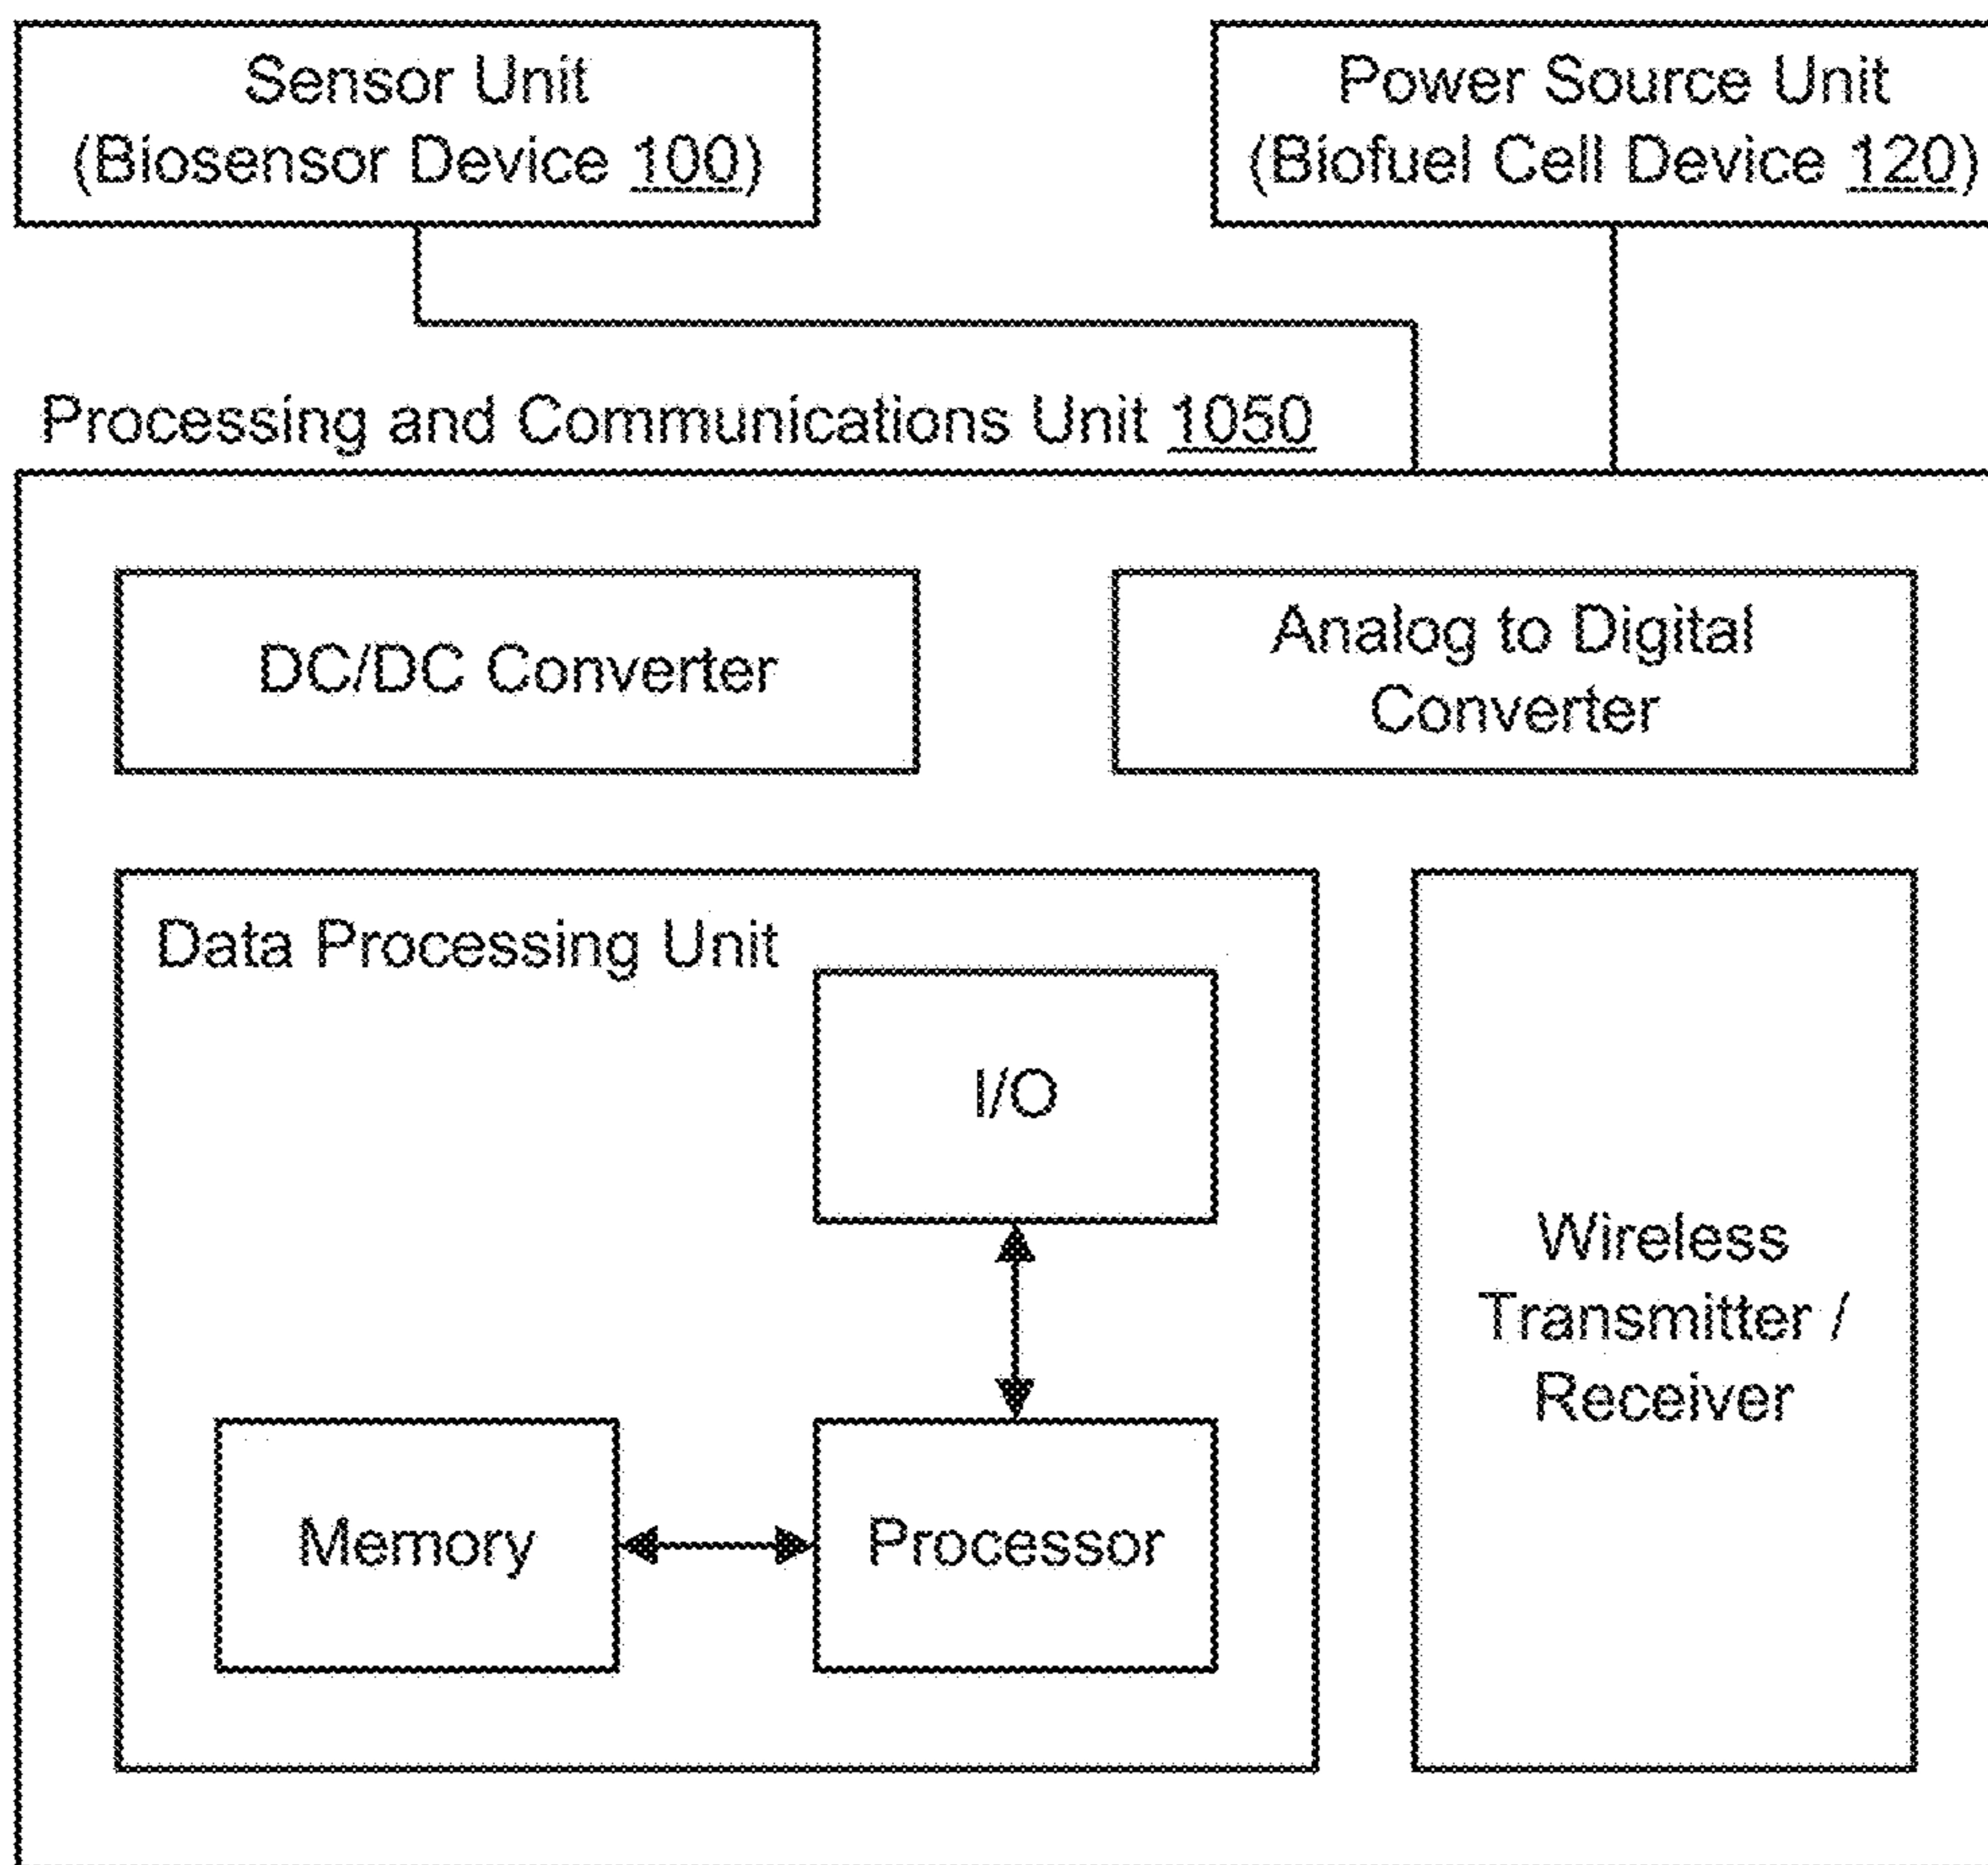 Sensor Unit
(Biosensor Device 100)
Power Source Unit
(Biofuel Cell Device 120)
Processing and Communications Unit 1050
DC/DC Converter
Analog to Digital
Converter
Data Processing Unit
I/O
Memory
Processor
Wireless
Transmitter /
Receiver